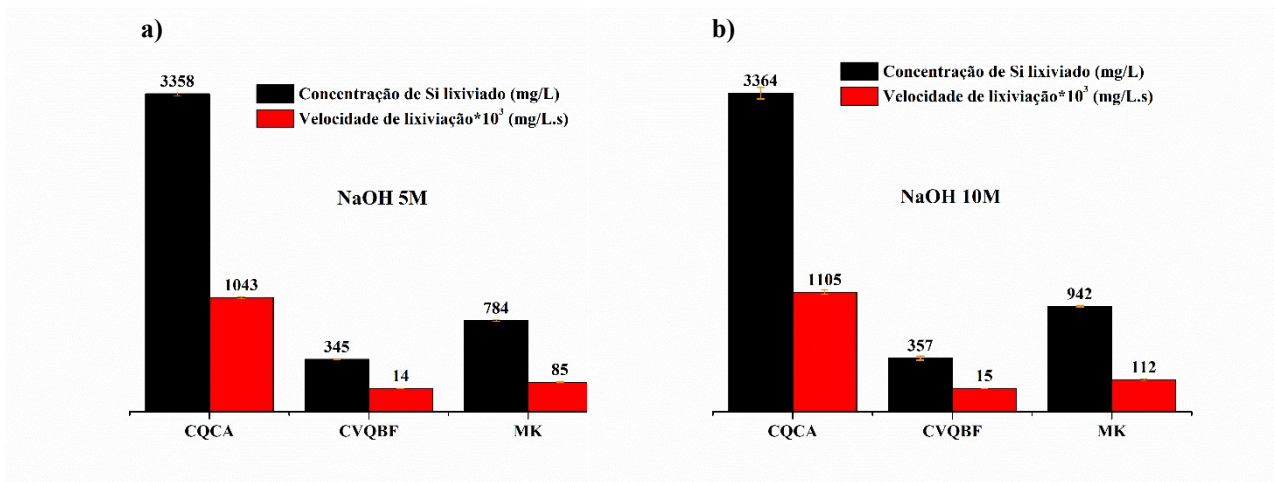 a)
3358
Concentração de Si lixiviado (mg/L)
Velocidade de lixiviação*10³ (mg/L.s)
NaOH 5M
1043
784
345
14
85
CQCA
CVQBF
MK
b)
3364
Concentração de Si lixiviado (mg/L)
Velocidade de lixiviação*10³ (mg/L.s)
NaOH 10M
1105
942
357
15
112
CQCA
CVQBF
MK